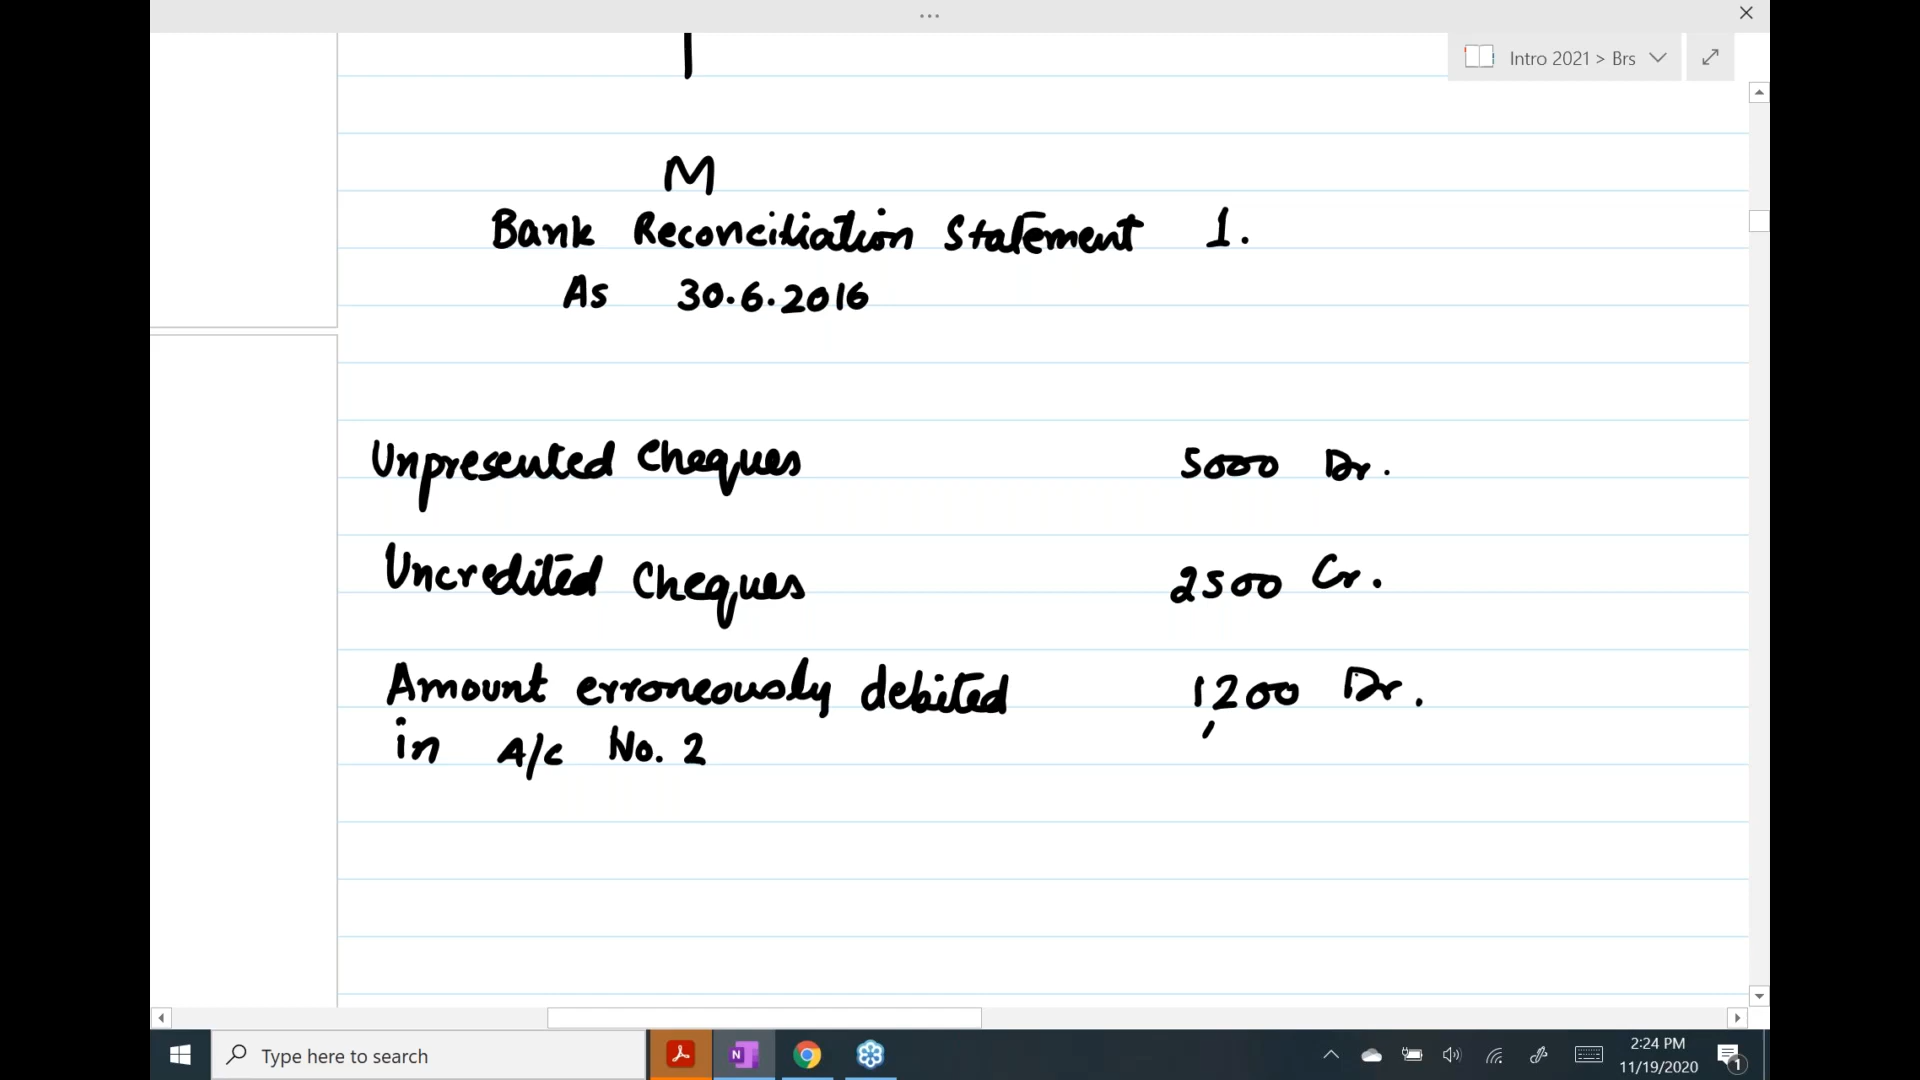 Intro 2021 > Brs
M
Bank Reconciliation Statement 1.
As 30.6.2016
Unpresented Cheques 5000 Dr.
Uncredited Cheques 2500 Cr.
Amount erroneously debited 1,200 Dr.
in A/c No. 2
Type here to search
2:24 PM
11/19/2020
1